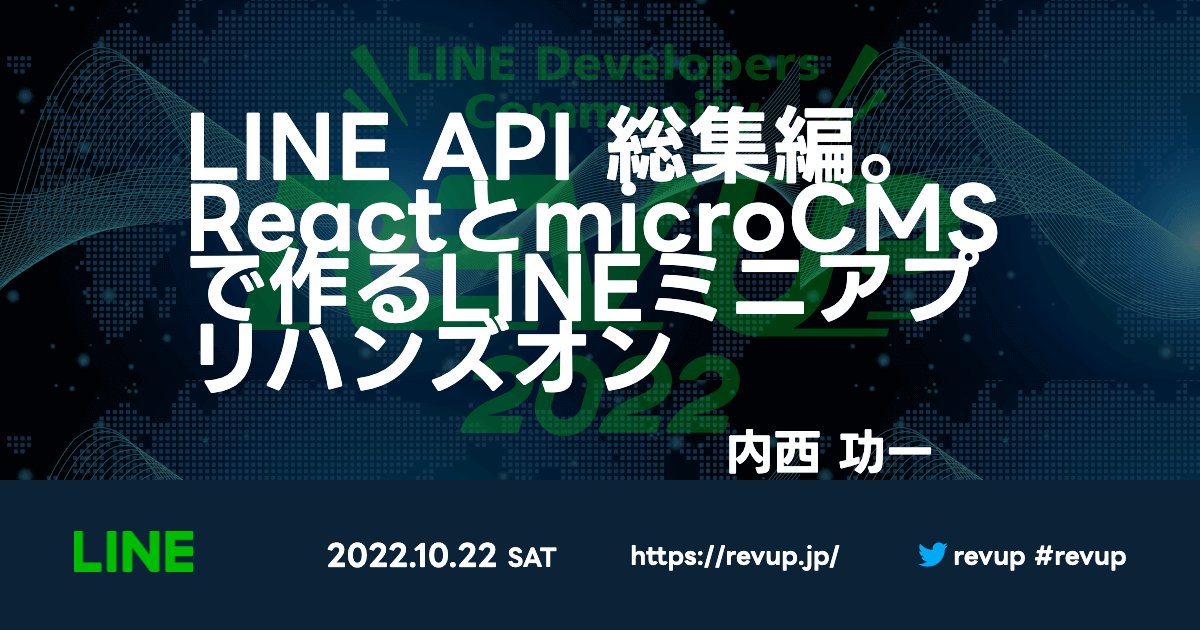 LINE Developers
Community
LINE API 総集編。
ReactとmicroCMS
で作るLINEミニアプ
リハンズオン
2022
内西 功一
LINE
2022.10.22 SAT
https://revup.jp/
revup #revup